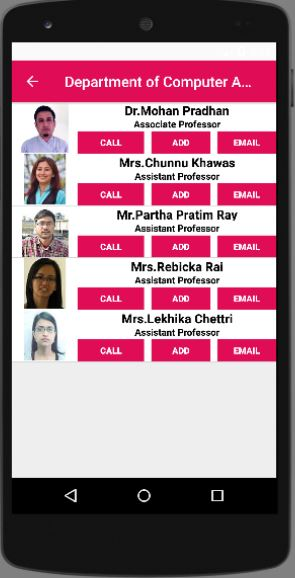 Department of Computer A...
Dr.Mohan Pradhan
Associate Professor
CALL ADD EMAIL
Mrs.Chunnu Khawas
Assistant Professor
CALL ADD EMAIL
Mr.Partha Pratim Ray
Assistant Professor
CALL ADD EMAIL
Mrs.Rebicka Rai
Assistant Professor
CALL ADD EMAIL
Mrs.Lekhika Chettri
Assistant Professor
CALL ADD EMAIL